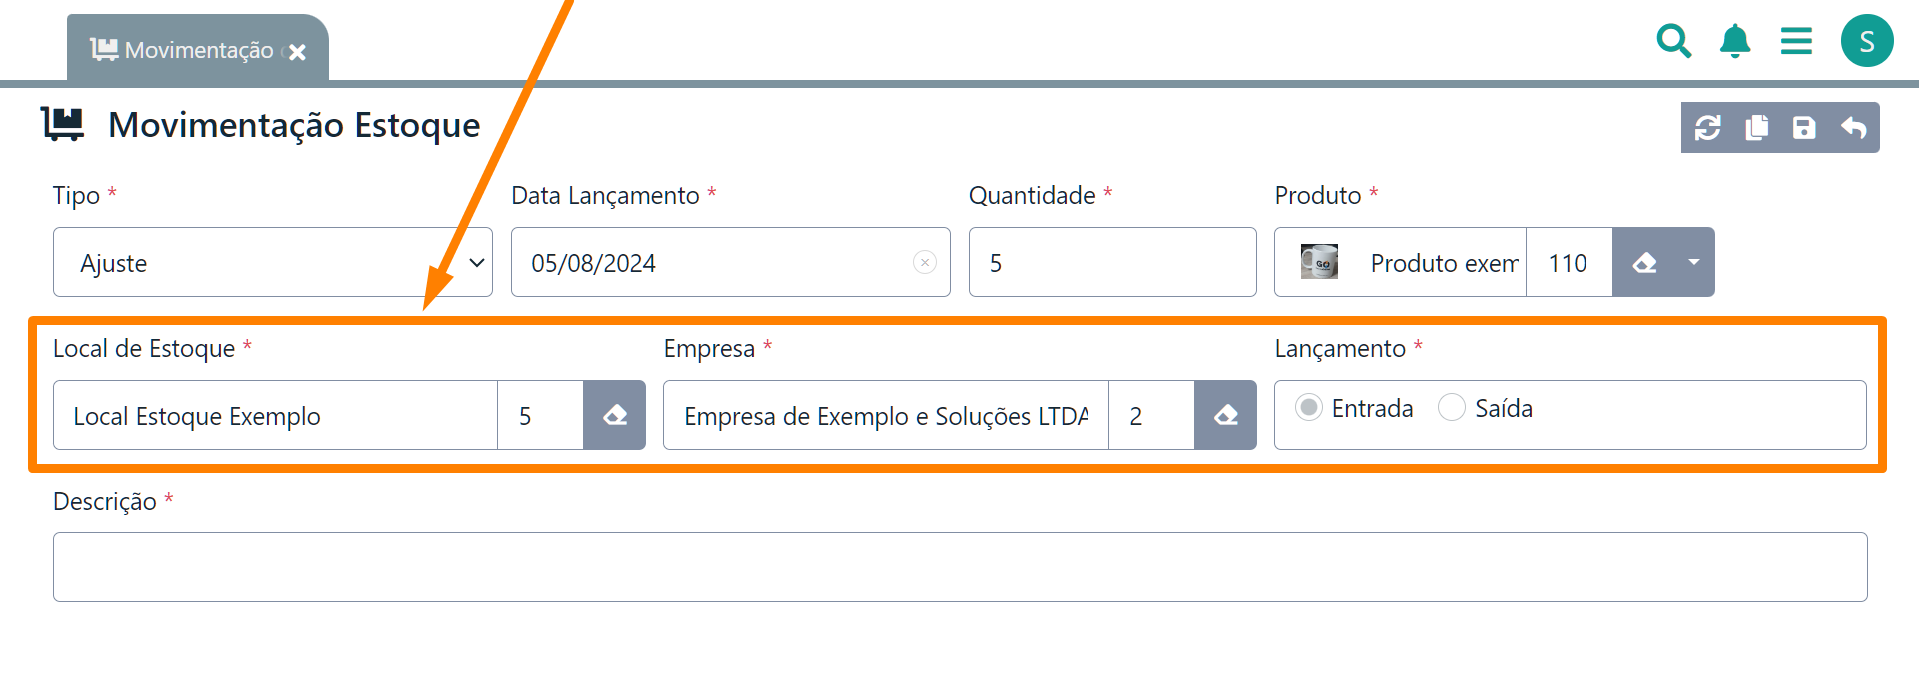 Movimentação
S
Movimentação Estoque
Tipo *
Data Lançamento *
Quantidade *
Produto *
Ajuste
05/08/2024
5
GO
Produto exem
110
Local de Estoque *
Empresa *
Lançamento *
Local Estoque Exemplo
5
Empresa de Exemplo e Soluções LTDA
2
Entrada
Saída
Descrição *